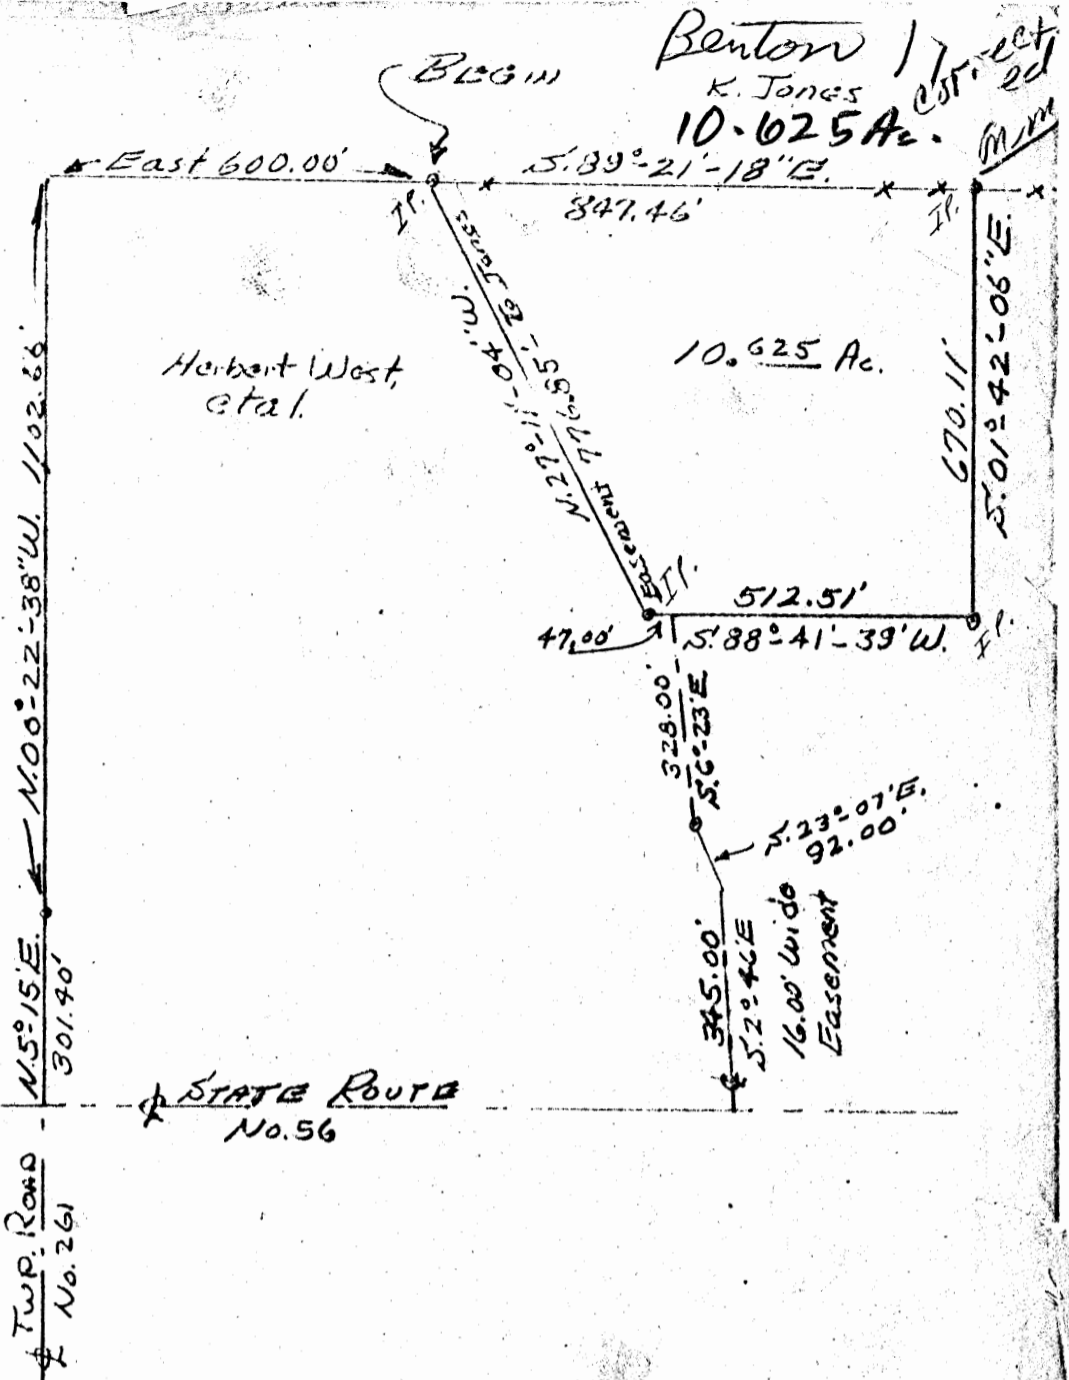 Benton 17
corrected
K. Jones
10.625 Ac.
M.M
BEGIN
East 600.00'
S.89°-21'-18"E.
847.46'
IP.
IP.
Easement To Jones
N.27°-11'-04"W.
776.85'
Herbert West,
etal.
10.625 Ac.
670.11'
S.01°-42'-06"E.
N.00°-22'-38"W. 1102.66'
IP.
512.51'
S.88°-41'-39'W.
IP.
47.00'
328.00'
S.6°-23'E.
S.23°-07'E.
92.00'
345.00'
S.2°-46'E
16.00' Wide
Easement
N.5°15'E.
301.40'
STATE ROUTE
No.56
TWP. ROAD
No.261